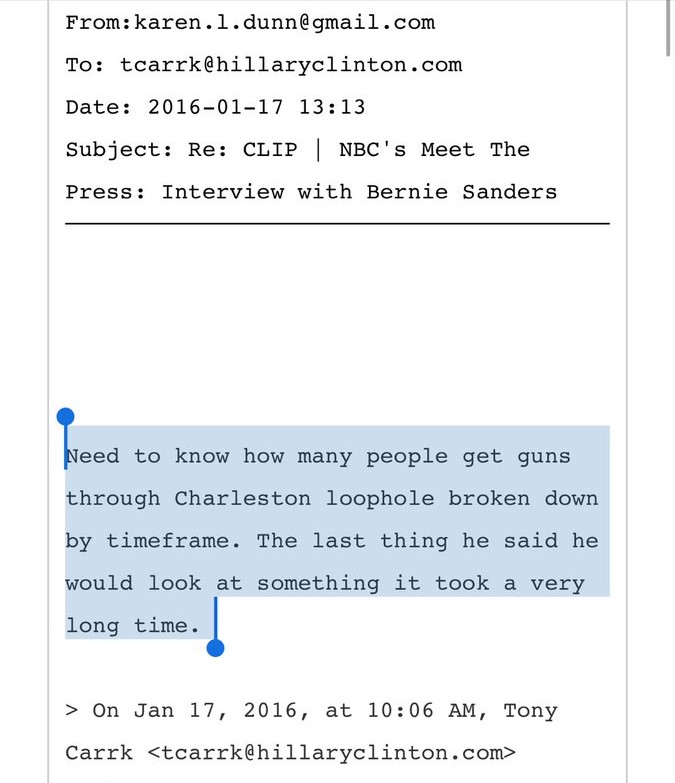 From:karen.l.dunn@gmail.com
To: tcarrk@hillaryclinton.com
Date: 2016-01-17 13:13
Subject: Re: CLIP | NBC's Meet The
Press: Interview with Bernie Sanders
Need to know how many people get guns
through Charleston loophole broken down
by timeframe. The last thing he said he
would look at something it took a very
long time.
> On Jan 17, 2016, at 10:06 AM, Tony
Carrk <tcarrk@hillaryclinton.com>